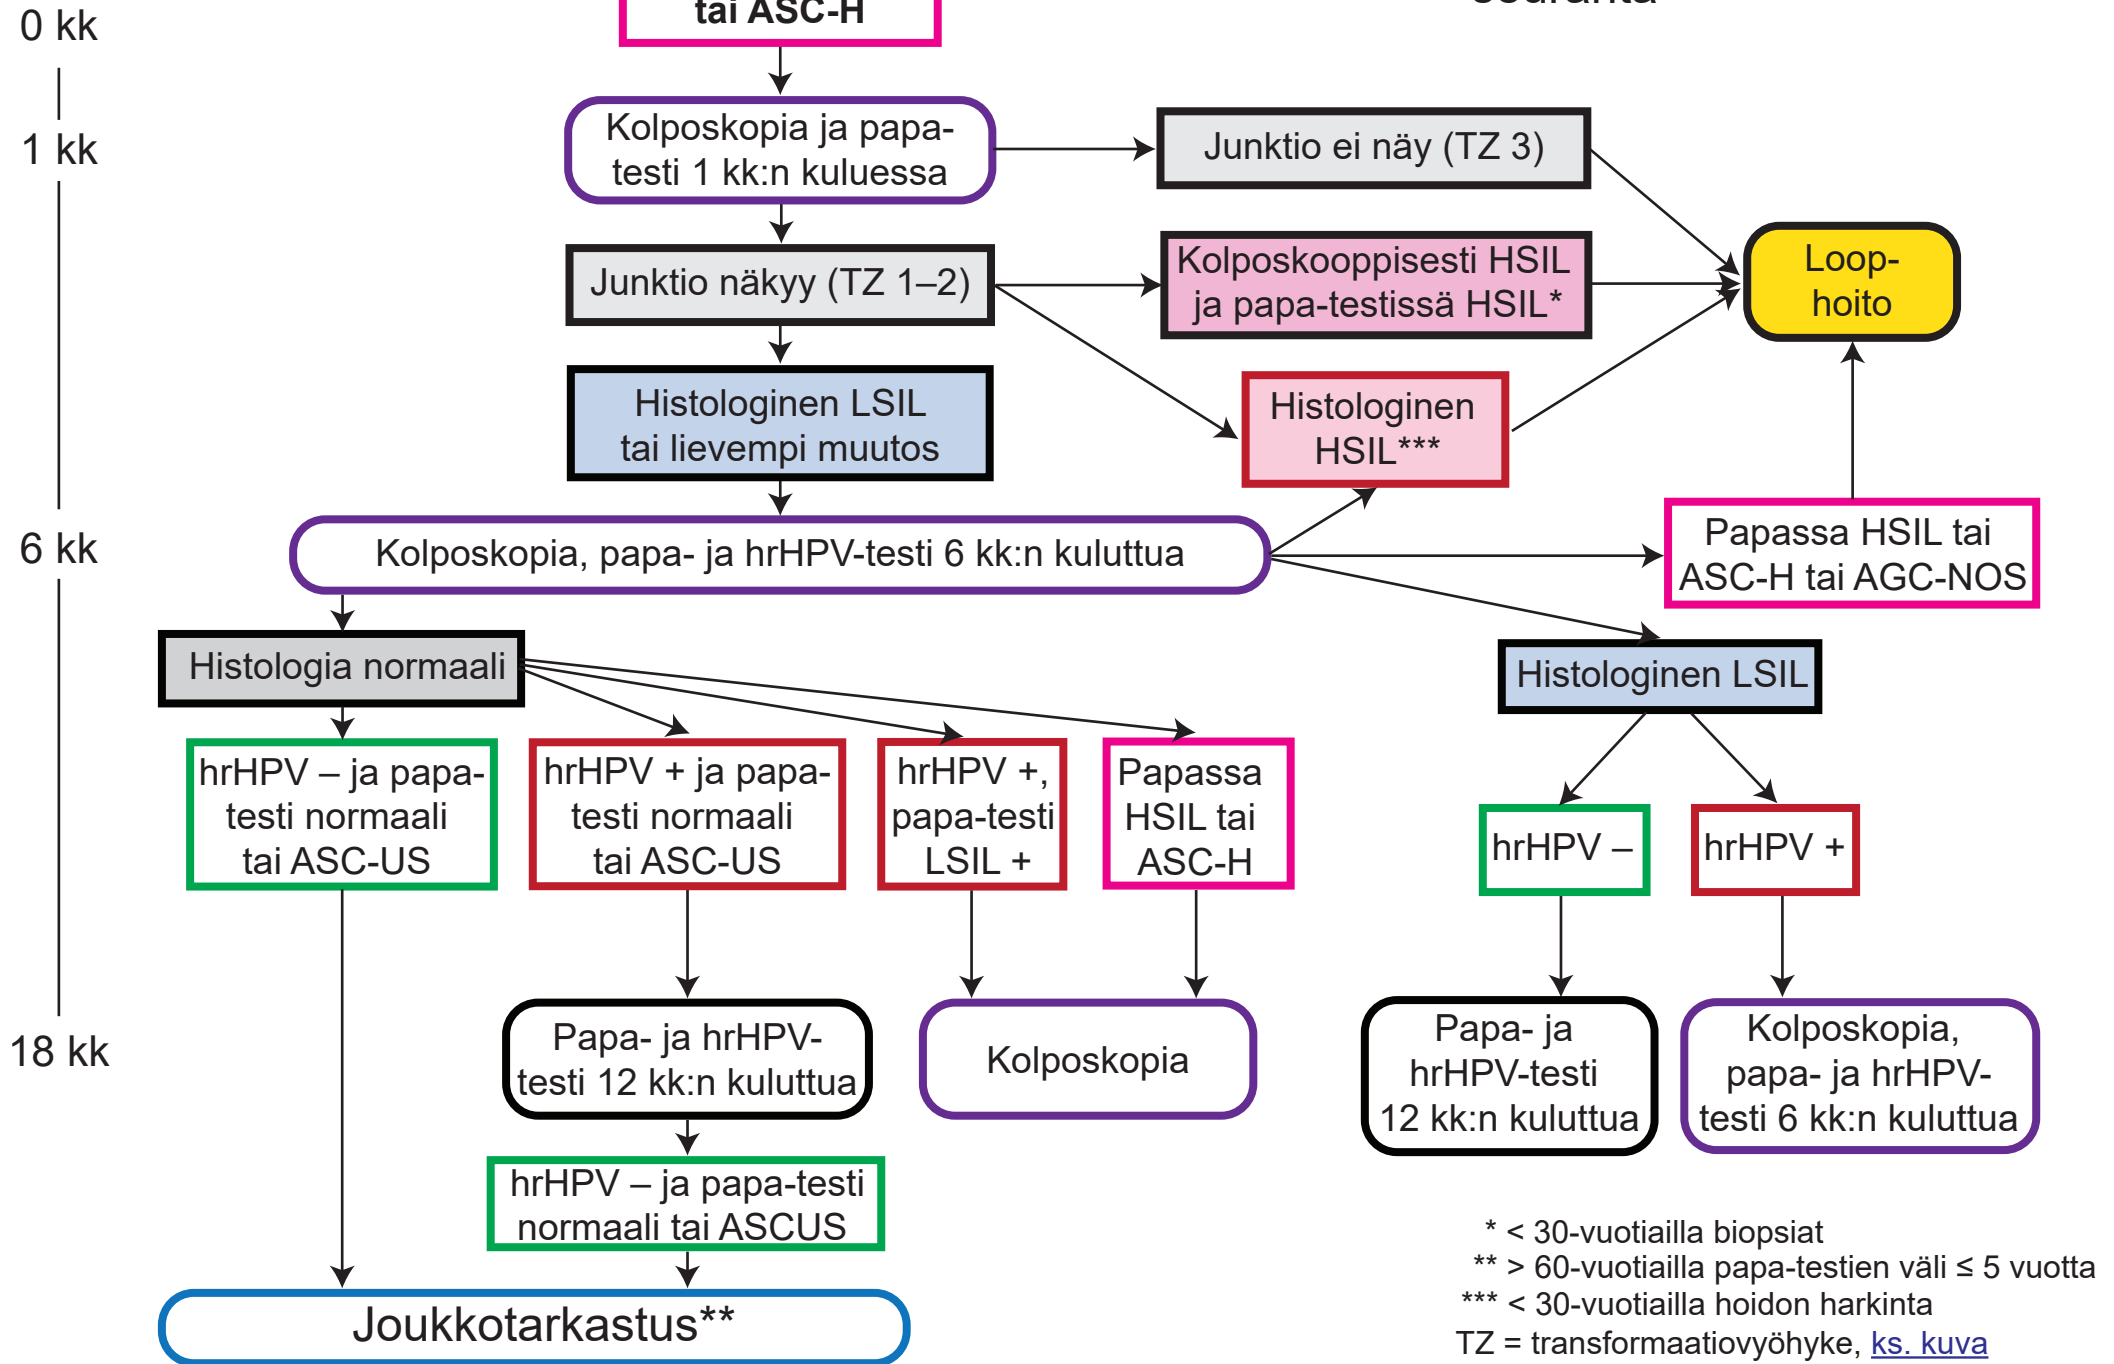 0 kk
tai ASC-H
1 kk
Kolposkopia ja papa-
testi 1 kk:n kuluessa
Junktio ei näy (TZ 3)
Junktio näkyy (TZ 1–2)
Kolposkooppisesti HSIL
ja papa-testissä HSIL*
Loop-
hoito
Histologinen LSIL
tai lievempi muutos
Histologinen
HSIL***
6 kk
Kolposkopia, papa- ja hrHPV-testi 6 kk:n kuluttua
Papassa HSIL tai
ASC-H tai AGC-NOS
Histologia normaali
Histologinen LSIL
hrHPV – ja papa-
testi normaali
tai ASC-US
hrHPV + ja papa-
testi normaali
tai ASC-US
hrHPV +,
papa-testi
LSIL +
Papassa
HSIL tai
ASC-H
hrHPV –
hrHPV +
18 kk
Papa- ja hrHPV-
testi 12 kk:n kuluttua
Kolposkopia
Papa- ja
hrHPV-testi
12 kk:n kuluttua
Kolposkopia,
papa- ja hrHPV-
testi 6 kk:n kuluttua
hrHPV – ja papa-testi
normaali tai ASCUS
Joukkotarkastus**
* < 30-vuotiailla biopsiat
** > 60-vuotiailla papa-testien väli ≤ 5 vuotta
*** < 30-vuotiailla hoidon harkinta
TZ = transformaatiovyöhyke, ks. kuva